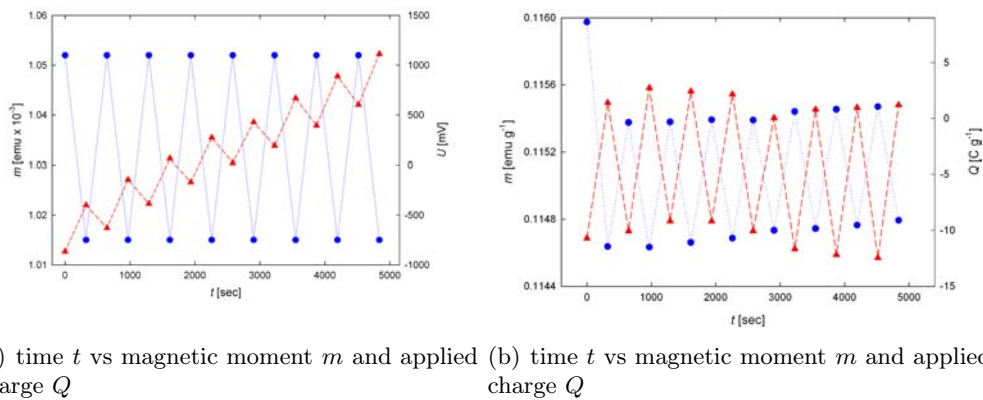 1.06
1.05
1.04
1.03
1.02
1.01
m [emu x 10⁻³]
1500
1000
500
0
-500
-1000
U [mV]
0 1000 2000 3000 4000 5000
t [sec]
0.1160
0.1156
0.1152
0.1148
0.1144
m [emu g⁻¹]
5
0
-5
-10
-15
Q [C g⁻¹]
0 1000 2000 3000 4000 5000
t [sec]
) time t vs magnetic moment m and applied
arge Q
(b) time t vs magnetic moment m and applied
charge Q